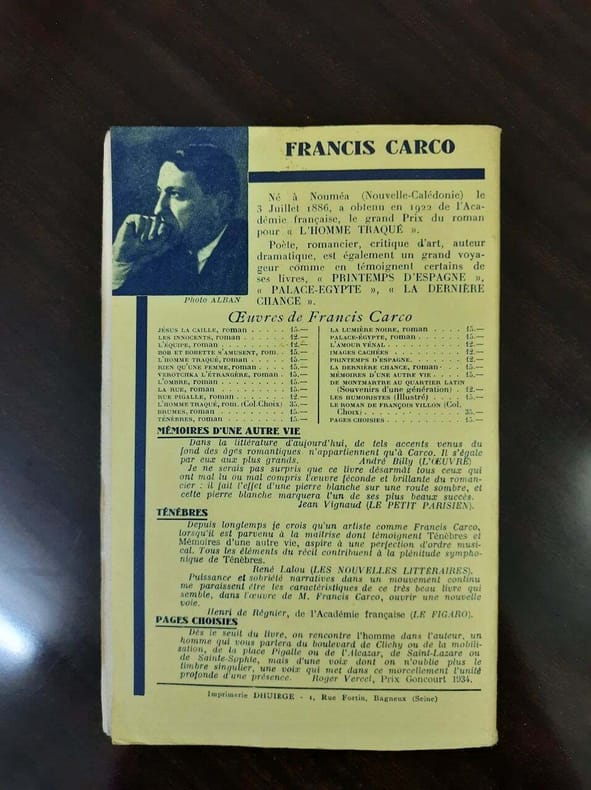 FRANCIS CARCO
Né à Nouméa (Nouvelle-Calédonie) le
3 Juillet 1886, a obtenu en 1922 de l'Aca-
démie française, le grand Prix du roman
pour « L'HOMME TRAQUÉ ».
Poète, romancier, critique d'art, auteur
dramatique, est également un grand voya-
geur comme en témoignent certains de
ses livres, « PRINTEMPS D'ESPAGNE »,
« PALACE-EGYPTE », « LA DERNIÈRE
CHANCE ».
Photo ALBAN
Œuvres de Francis Carco
JÉSUS LA CAILLE, roman . . . . . 15.—
LES INNOCENTS, roman . . . . . 12.—
L'ÉQUIPE, roman . . . . . 12.—
BOB ET BOBETTE S'AMUSENT, rom. . 15.—
L'HOMME TRAQUÉ, roman . . . . . 15.—
RIEN QU'UNE FEMME, roman . . . . 15.—
VEROTCHKA L'ÉTRANGÈRE, roman . 15.—
L'OMBRE, roman . . . . . 15.—
LA RUE, roman . . . . . 15.—
RUE PIGALLE, roman . . . . . 12.—
L'HOMME TRAQUÉ, rom. (Col. Choix) 35.—
BRUMES, roman . . . . . 15.—
TÉNÈBRES, roman . . . . . 15.—
LA LUMIÈRE NOIRE, roman . . . . 15.—
PALACE-ÉGYPTE, roman . . . . . 15.—
L'AMOUR VÉNAL . . . . . 12.—
IMAGES CACHÉES . . . . . 12.—
PRINTEMPS D'ESPAGNE . . . . . 12.—
LA DERNIÈRE CHANCE, roman . . . 15.—
MÉMOIRES D'UNE AUTRE VIE . . . 15.—
DE MONTMARTRE AU QUARTIER LATIN
(Souvenirs d'une génération) . 12.—
LES HUMORISTES (Illustré) . . . 15.—
LE ROMAN DE FRANÇOIS VILLON (Col.
Choix) . . . . . 35.—
PAGES CHOISIES . . . . . 15.—
MÉMOIRES D'UNE AUTRE VIE
Dans la littérature d'aujourd'hui, de tels accents venus du
fond des âges romantiques n'appartiennent qu'à Carco. Il s'égale
par eux aux plus grands. André Billy (L'ŒUVRE)
Je ne serais pas surpris que ce livre désarmât tous ceux qui
ont mal lu ou mal compris l'œuvre féconde et brillante du roman-
cier : il fait l'effet d'une pierre blanche sur une route sombre, et
cette pierre blanche marquera l'un de ses plus beaux succès.
Jean Vignaud (LE PETIT PARISIEN).
TÉNÈBRES
Depuis longtemps je crois qu'un artiste comme Francis Carco,
lorsqu'il est parvenu à la maîtrise dont témoignent Ténèbres et
Mémoires d'une autre vie, aspire à une perfection d'ordre musi-
cal. Tous les éléments du récit contribuent à la plénitude sympho-
nique de Ténèbres.
René Lalou (LES NOUVELLES LITTÉRAIRES).
Puissance et sobriété narratives dans un mouvement continu
me paraissent être les caractéristiques de ce très beau livre qui
semble, dans l'œuvre de M. Francis Carco, ouvrir une nouvelle
voie.
Henri de Régnier, de l'Académie française (LE FIGARO).
PAGES CHOISIES
Dès le seuil du livre, on rencontre l'homme dans l'auteur, un
homme qui vous parlera du boulevard de Clichy ou de la mobili-
sation, de la place Pigalle ou de l'Alcazar, de Saint-Lazare ou
de Sainte-Sophie, mais d'une voix dont on n'oublie plus le
timbre singulier, une voix qui met dans ce morcellement l'unité
profonde d'une présence. Roger Vercel, Prix Goncourt 1934.
Imprimerie DHUIÈGE - 1, Rue Fortin, Bagneux (Seine)